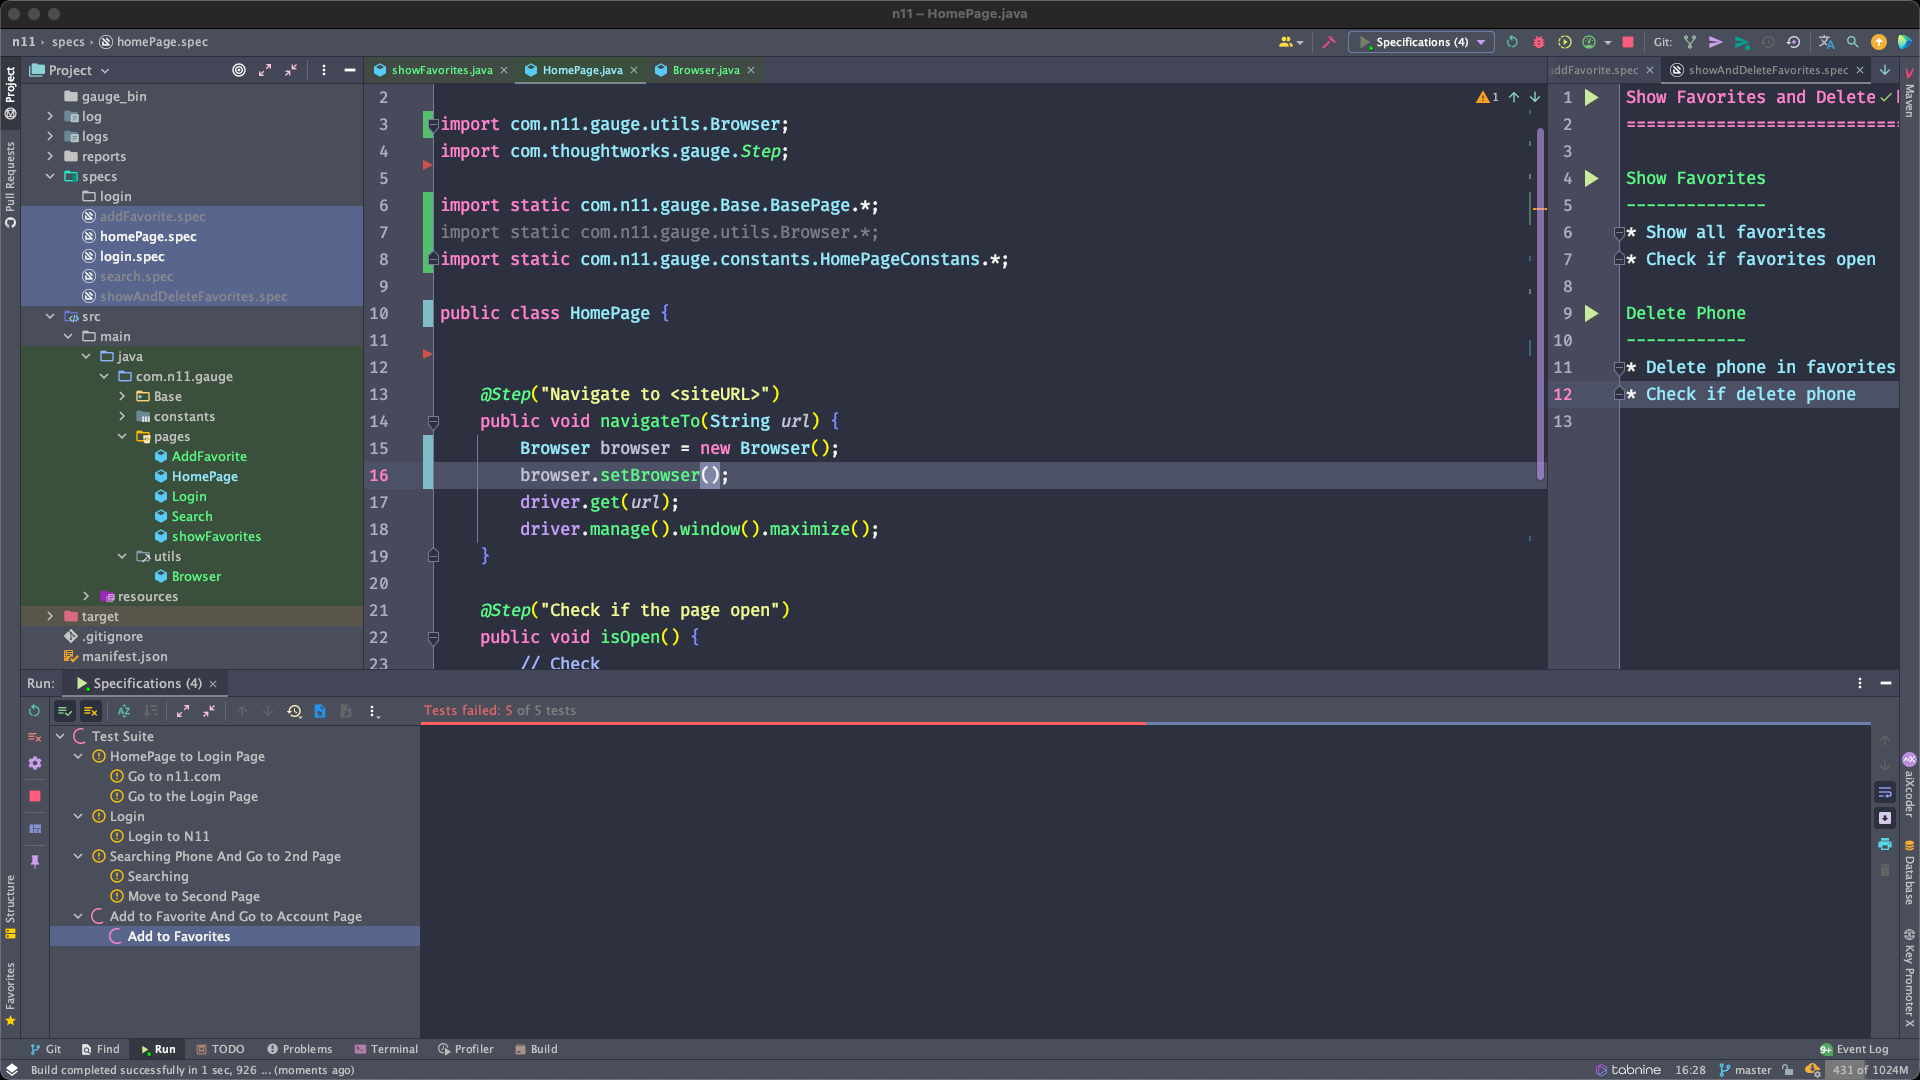 n11 – HomePage.java
n11 › specs › homePage.spec
Specifications (4)
Git:
Project
showFavorites.java
HomePage.java
Browser.java
addFavorite.spec
showAndDeleteFavorites.spec
Project
Pull Requests
Structure
Favorites
Maven
aiXcoder
Database
Key Promoter X
gauge_bin
log
logs
reports
specs
login
addFavorite.spec
homePage.spec
login.spec
search.spec
showAndDeleteFavorites.spec
src
main
java
com.n11.gauge
Base
constants
pages
AddFavorite
HomePage
Login
Search
showFavorites
utils
Browser
resources
target
.gitignore
manifest.json
1
2
3 import com.n11.gauge.utils.Browser;
4 import com.thoughtworks.gauge.Step;
5
6 import static com.n11.gauge.Base.BasePage.*;
7 import static com.n11.gauge.utils.Browser.*;
8 import static com.n11.gauge.constants.HomePageConstans.*;
9
10 public class HomePage {
11
12
13 @Step("Navigate to <siteURL>")
14 public void navigateTo(String url) {
15 Browser browser = new Browser();
16 browser.setBrowser();
17 driver.get(url);
18 driver.manage().window().maximize();
19 }
20
21 @Step("Check if the page open")
22 public void isOpen() {
23 // Check
1 Show Favorites and Delete
2 ===========================
3
4 Show Favorites
5 --------------
6 * Show all favorites
7 * Check if favorites open
8
9 Delete Phone
10 ------------
11 * Delete phone in favorites
12 * Check if delete phone
13
Run: Specifications (4)
Tests failed: 5 of 5 tests
Test Suite
HomePage to Login Page
Go to n11.com
Go to the Login Page
Login
Login to N11
Searching Phone And Go to 2nd Page
Searching
Move to Second Page
Add to Favorite And Go to Account Page
Add to Favorites
Git Find Run TODO Problems Terminal Profiler Build
9+ Event Log
Build completed successfully in 1 sec, 926 ... (moments ago)
tabnine 16:28 master 431 of 1024M